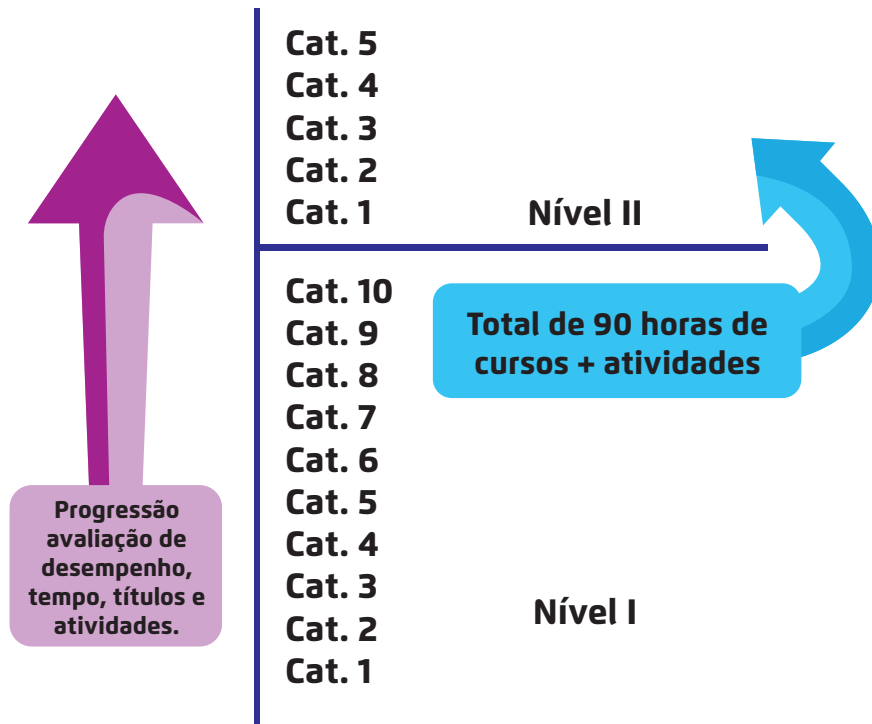 Cat. 5
Cat. 4
Cat. 3
Cat. 2
Cat. 1
Nível II
Cat. 10
Cat. 9
Cat. 8
Cat. 7
Cat. 6
Cat. 5
Cat. 4
Cat. 3
Cat. 2
Cat. 1
Total de 90 horas de
cursos + atividades
Nível I
Progressão
avaliação de
desempenho,
tempo, títulos e
atividades.